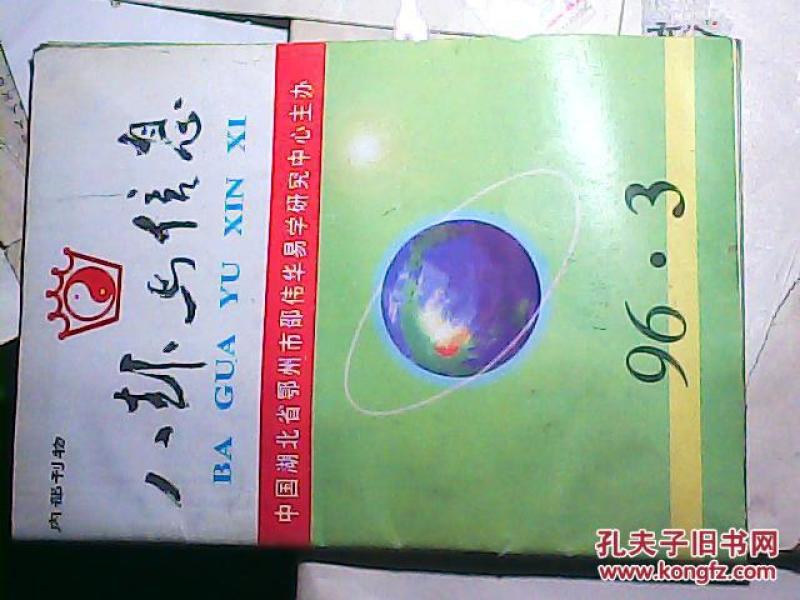 内部刊物
八卦与信息
BA GUA YU XIN XI
中国湖北省鄂州市邵伟华易学研究中心主办
96·3
孔夫子旧书网
www.kongfz.com